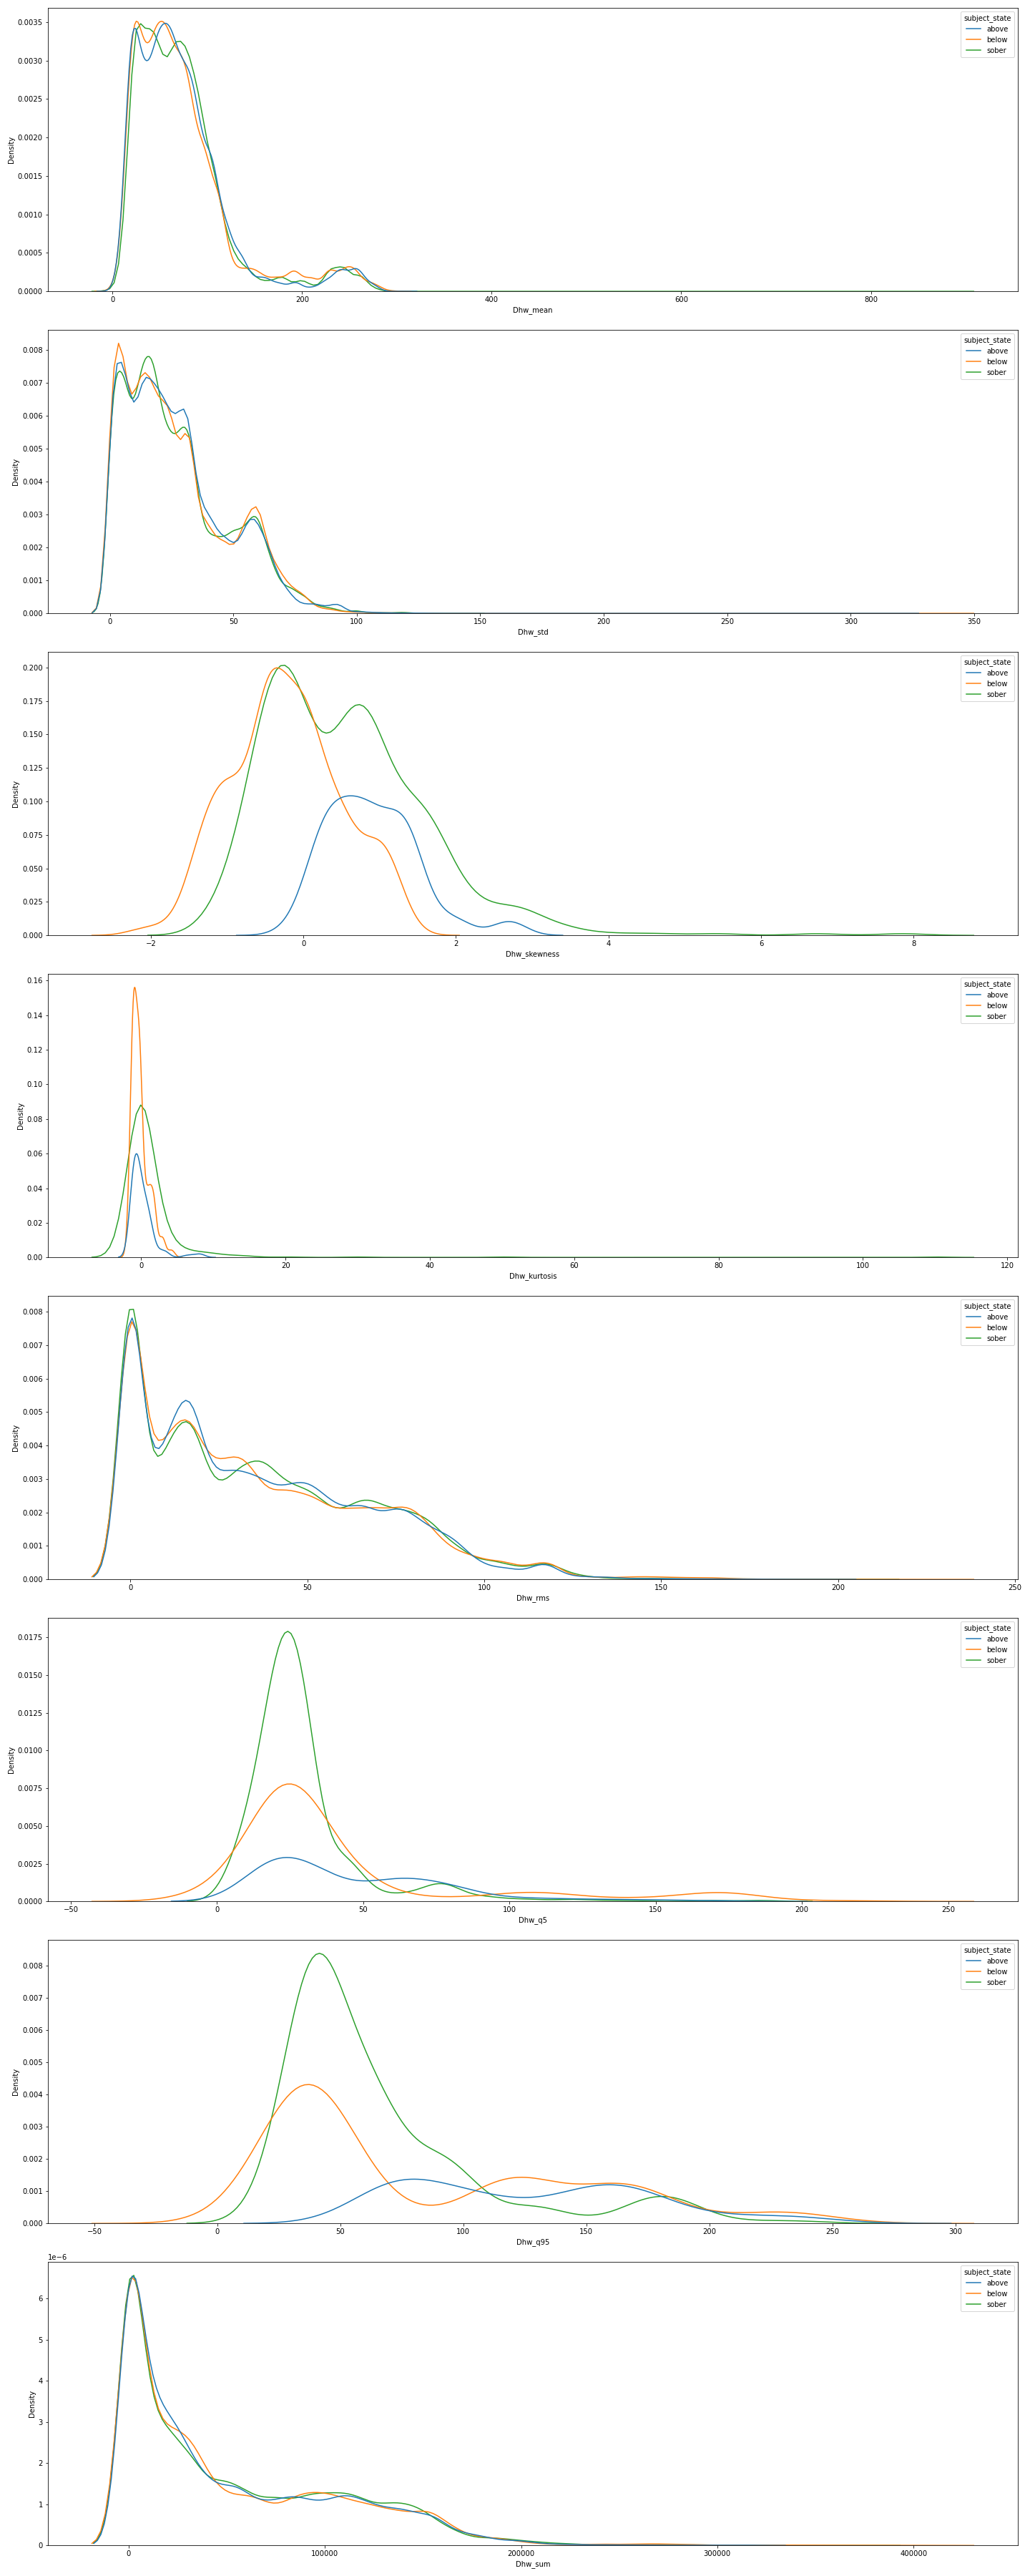 subject_state
above
below
sober
0.0035
0.0030
0.0025
0.0020
0.0015
0.0010
0.0005
0.0000
Density
0 200 400 600 800
Dhw_mean
subject_state
above
below
sober
0.008
0.007
0.006
0.005
0.004
0.003
0.002
0.001
0.000
Density
0 50 100 150 200 250 300 350
Dhw_std
subject_state
above
below
sober
0.200
0.175
0.150
0.125
0.100
0.075
0.050
0.025
0.000
Density
−2 0 2 4 6 8
Dhw_skewness
subject_state
above
below
sober
0.16
0.14
0.12
0.10
0.08
0.06
0.04
0.02
0.00
Density
0 20 40 60 80 100 120
Dhw_kurtosis
subject_state
above
below
sober
0.008
0.007
0.006
0.005
0.004
0.003
0.002
0.001
0.000
Density
0 50 100 150 200 250
Dhw_rms
subject_state
above
below
sober
0.0175
0.0150
0.0125
0.0100
0.0075
0.0050
0.0025
0.0000
Density
−50 0 50 100 150 200 250
Dhw_q5
subject_state
above
below
sober
0.008
0.007
0.006
0.005
0.004
0.003
0.002
0.001
0.000
Density
−50 0 50 100 150 200 250 300
Dhw_q95
1e−6
subject_state
above
below
sober
6
5
4
3
2
1
0
Density
0 100000 200000 300000 400000
Dhw_sum